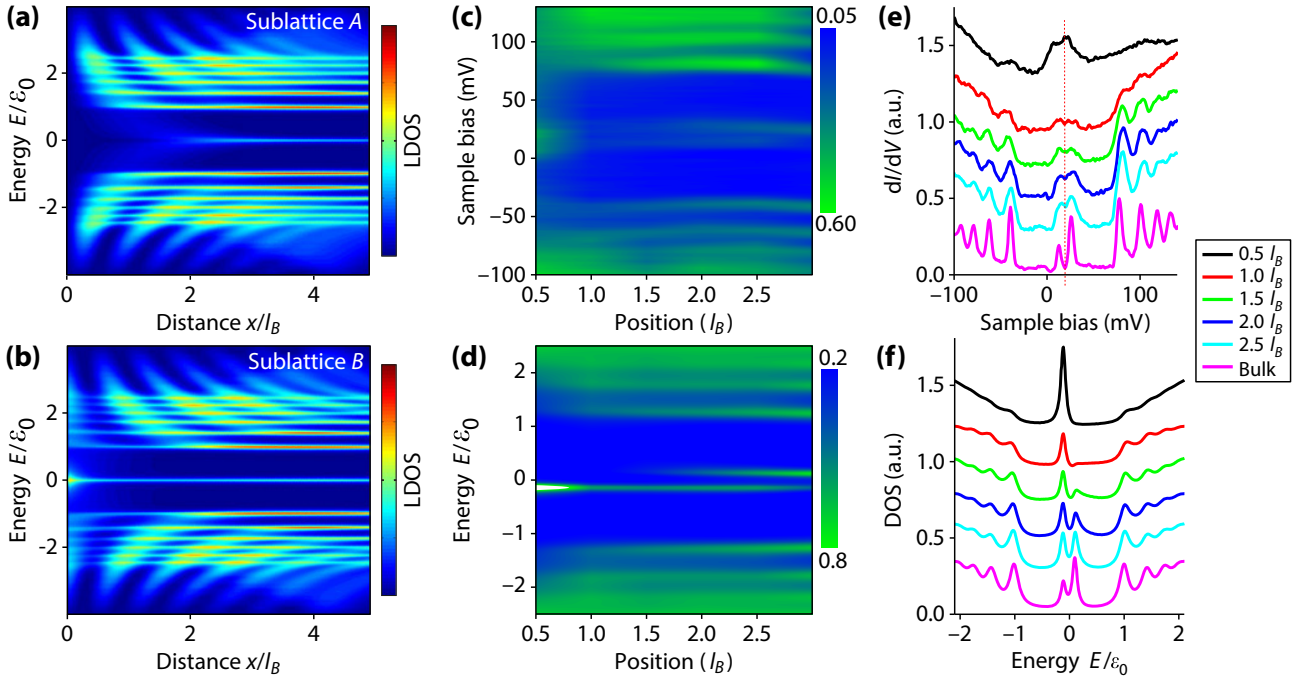 (a)
Sublattice A
Energy E/ε0
2
0
−2
0
2
4
Distance x/lB
LDOS
(b)
Sublattice B
Energy E/ε0
2
0
−2
0
2
4
Distance x/lB
LDOS
(c)
Sample bias (mV)
100
50
0
−50
−100
0.5
1.0
1.5
2.0
2.5
Position (lB)
0.05
0.60
(d)
Energy E/ε0
2
1
0
−1
−2
0.5
1.0
1.5
2.0
2.5
Position (lB)
0.2
0.8
(e)
dI/dV (a.u.)
1.5
1.0
0.5
0.0
−100
0
100
Sample bias (mV)
0.5 lB
1.0 lB
1.5 lB
2.0 lB
2.5 lB
Bulk
(f)
DOS (a.u.)
1.5
1.0
0.5
0.0
−2
−1
0
1
2
Energy E/ε0